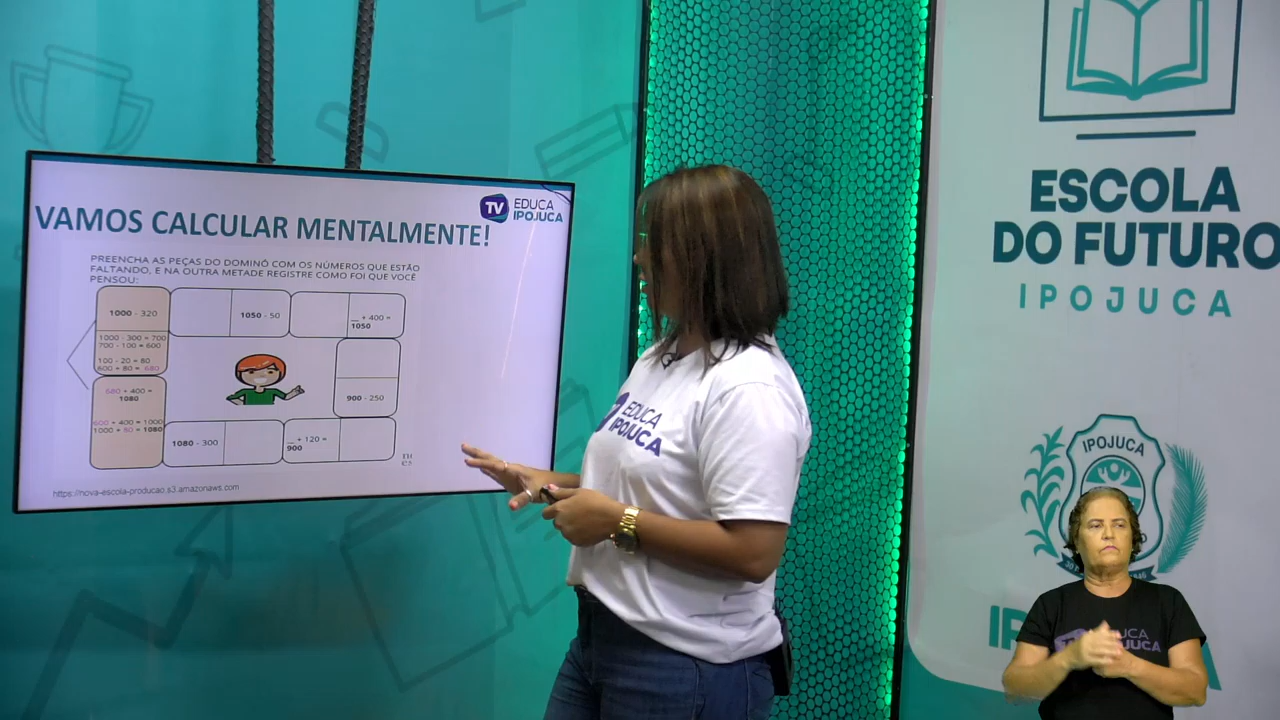 TV EDUCA
IPOJUCA
VAMOS CALCULAR MENTALMENTE!
PREENCHA AS PEÇAS DO DOMINÓ COM OS NÚMEROS QUE ESTÃO
FALTANDO, E NA OUTRA METADE REGISTRE COMO FOI QUE VOCÊ
PENSOU:
1000 - 320
1000 - 300 = 700
700 - 100 = 600
100 - 20 = 80
600 + 80 = 680
1050 - 50
__ + 400 =
1050
900 - 250
680 + 400 =
1080
600 + 400 = 1000
1000 + 80 = 1080
1080 - 300
__ + 120 =
900
https://nova-escola-producao.s3.amazonaws.com
EDUCA
IPOJUCA
ESCOLA
DO FUTURO
IPOJUCA
IPOJUCA
IPOJUCA